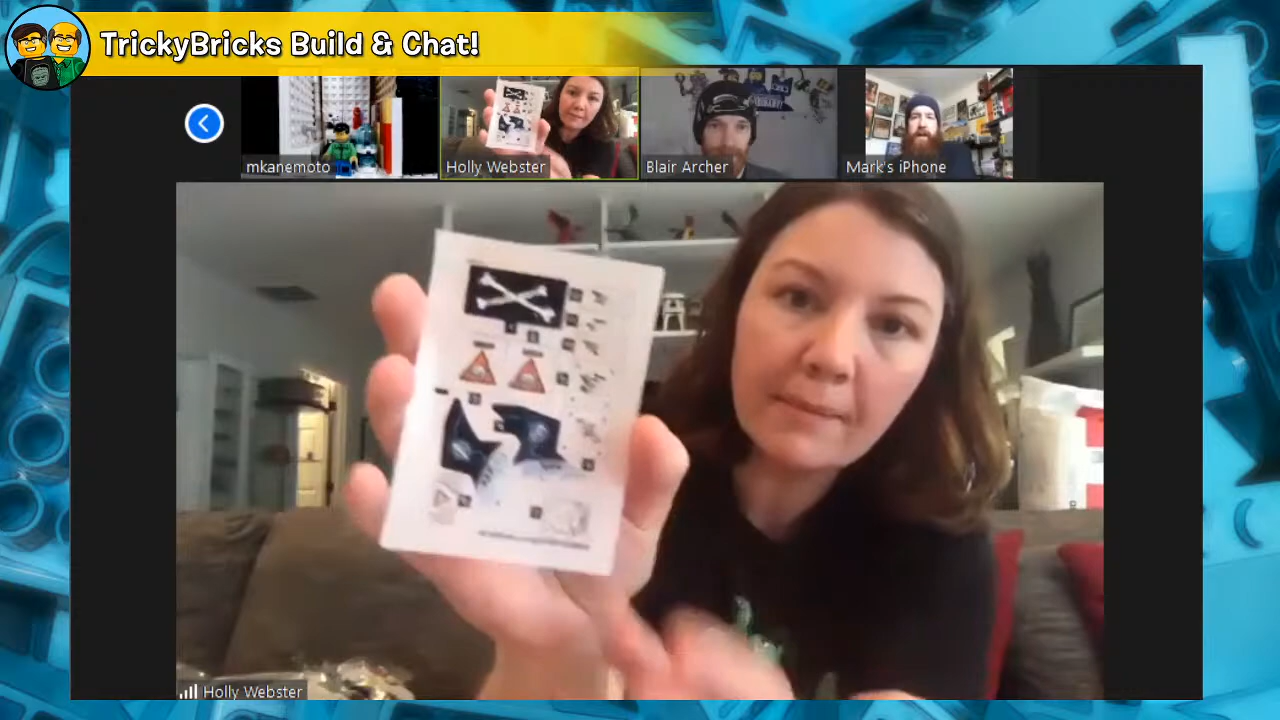 TrickyBricks Build & Chat!
mkanemoto
Holly Webster
Blair Archer
Mark's iPhone
Holly Webster